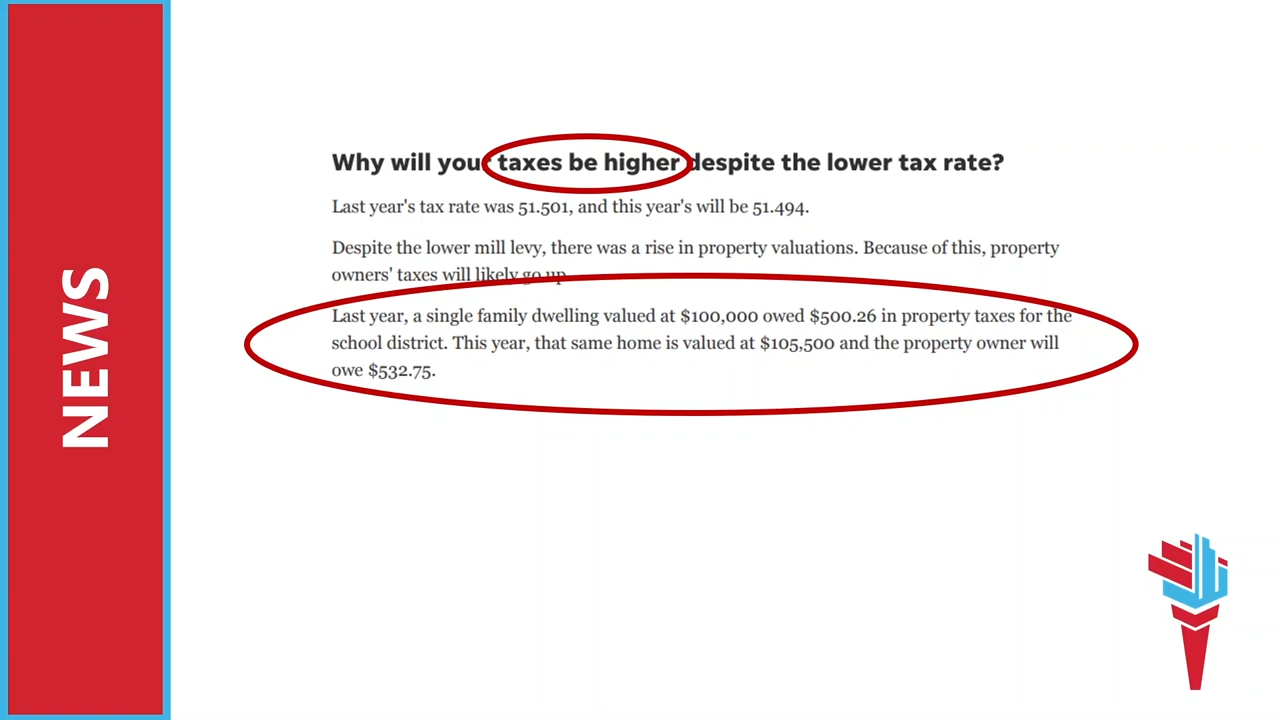 NEWS
Why will your taxes be higher despite the lower tax rate?
Last year's tax rate was 51.501, and this year's will be 51.494.
Despite the lower mill levy, there was a rise in property valuations. Because of this, property
owners' taxes will likely go up.
Last year, a single family dwelling valued at $100,000 owed $500.26 in property taxes for the
school district. This year, that same home is valued at $105,500 and the property owner will
owe $532.75.